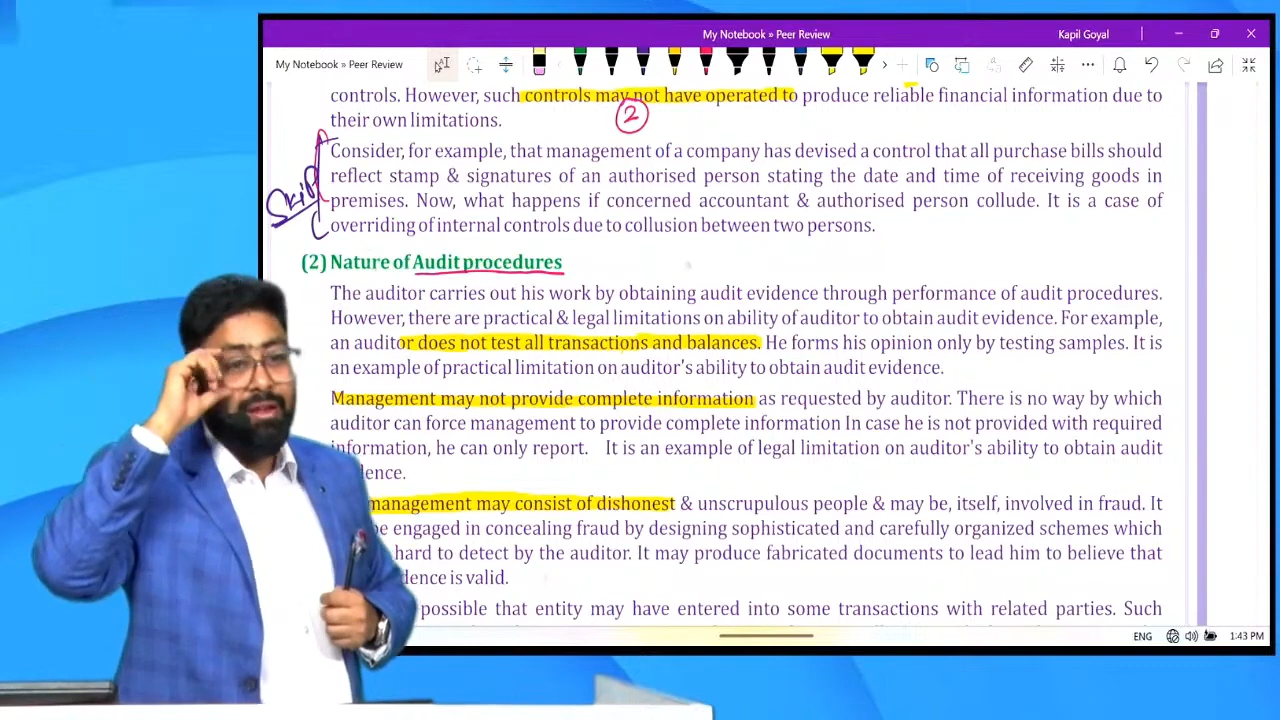 My Notebook » Peer Review
Kapil Goyal
My Notebook » Peer Review
controls. However, such controls may not have operated to produce reliable financial information due to
their own limitations.
2
Consider, for example, that management of a company has devised a control that all purchase bills should
reflect stamp & signatures of an authorised person stating the date and time of receiving goods in
premises. Now, what happens if concerned accountant & authorised person collude. It is a case of
overriding of internal controls due to collusion between two persons.
Skip
(2) Nature of Audit procedures
The auditor carries out his work by obtaining audit evidence through performance of audit procedures.
However, there are practical & legal limitations on ability of auditor to obtain audit evidence. For example,
an auditor does not test all transactions and balances. He forms his opinion only by testing samples. It is
an example of practical limitation on auditor's ability to obtain audit evidence.
Management may not provide complete information as requested by auditor. There is no way by which
auditor can force management to provide complete information In case he is not provided with required
information, he can only report. It is an example of legal limitation on auditor's ability to obtain audit
dence.
management may consist of dishonest & unscrupulous people & may be, itself, involved in fraud. It
be engaged in concealing fraud by designing sophisticated and carefully organized schemes which
hard to detect by the auditor. It may produce fabricated documents to lead him to believe that
dence is valid.
possible that entity may have entered into some transactions with related parties. Such
ENG
1:43 PM